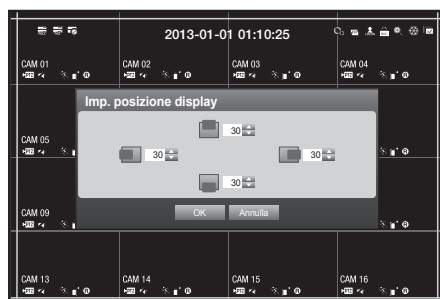 2013-01-01 01:10:25
CAM 01 CAM 02 CAM 03 CAM 04
Imp. posizione display
30
CAM 05
30 30
30
CAM 09
OK Annulla
CAM 13 CAM 14 CAM 15 CAM 16